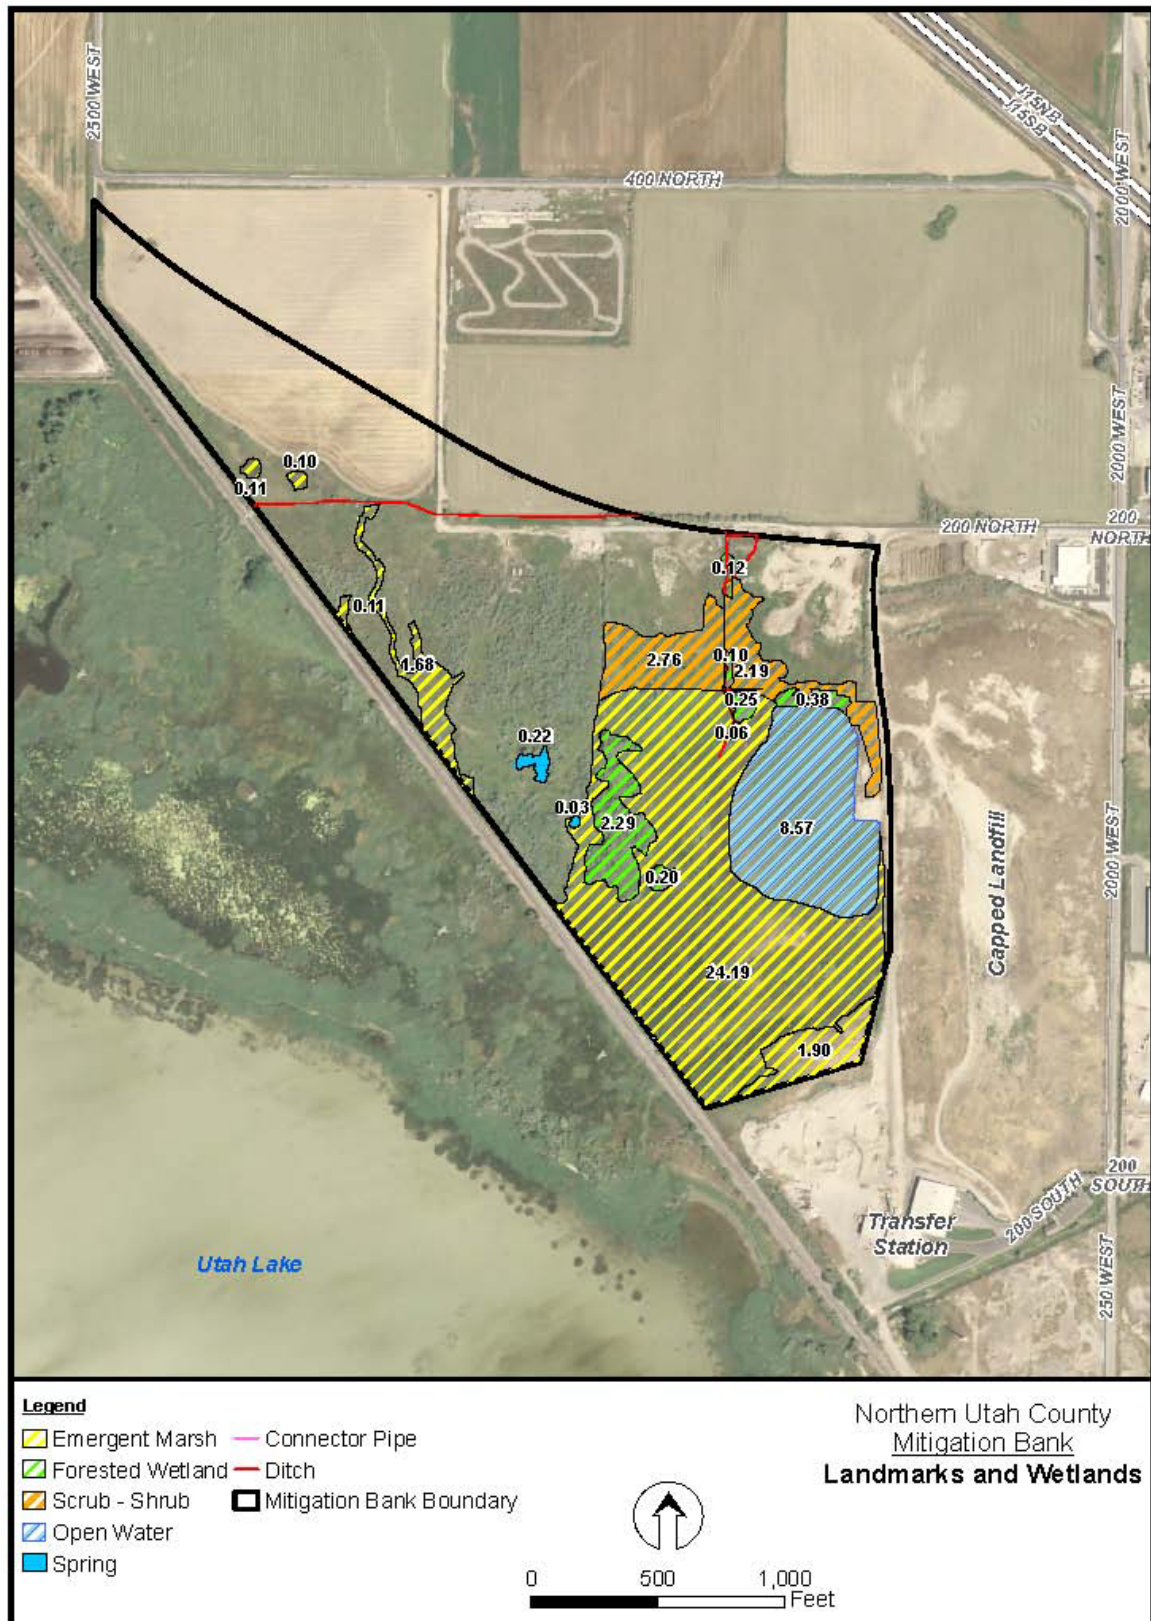 I15NB
I15SB
2500 WEST
2000 WEST
400 NORTH
2000 WEST
0.10
0.11
200 NORTH
200
NORTH
0.12
0.11
0.10
2.76
2.19
1.68
0.25
0.38
0.06
0.22
0.03
2.29
8.57
2000 WEST
0.20
Capped Landfill
24.19
1.90
200
SOUTH
200 SOUTH
Transfer
Station
Utah Lake
250 WEST
Legend
Emergent Marsh
Connector Pipe
Forested Wetland
Ditch
Scrub - Shrub
Mitigation Bank Boundary
Open Water
Spring
Northern Utah County
Mitigation Bank
Landmarks and Wetlands
0 500 1,000
Feet